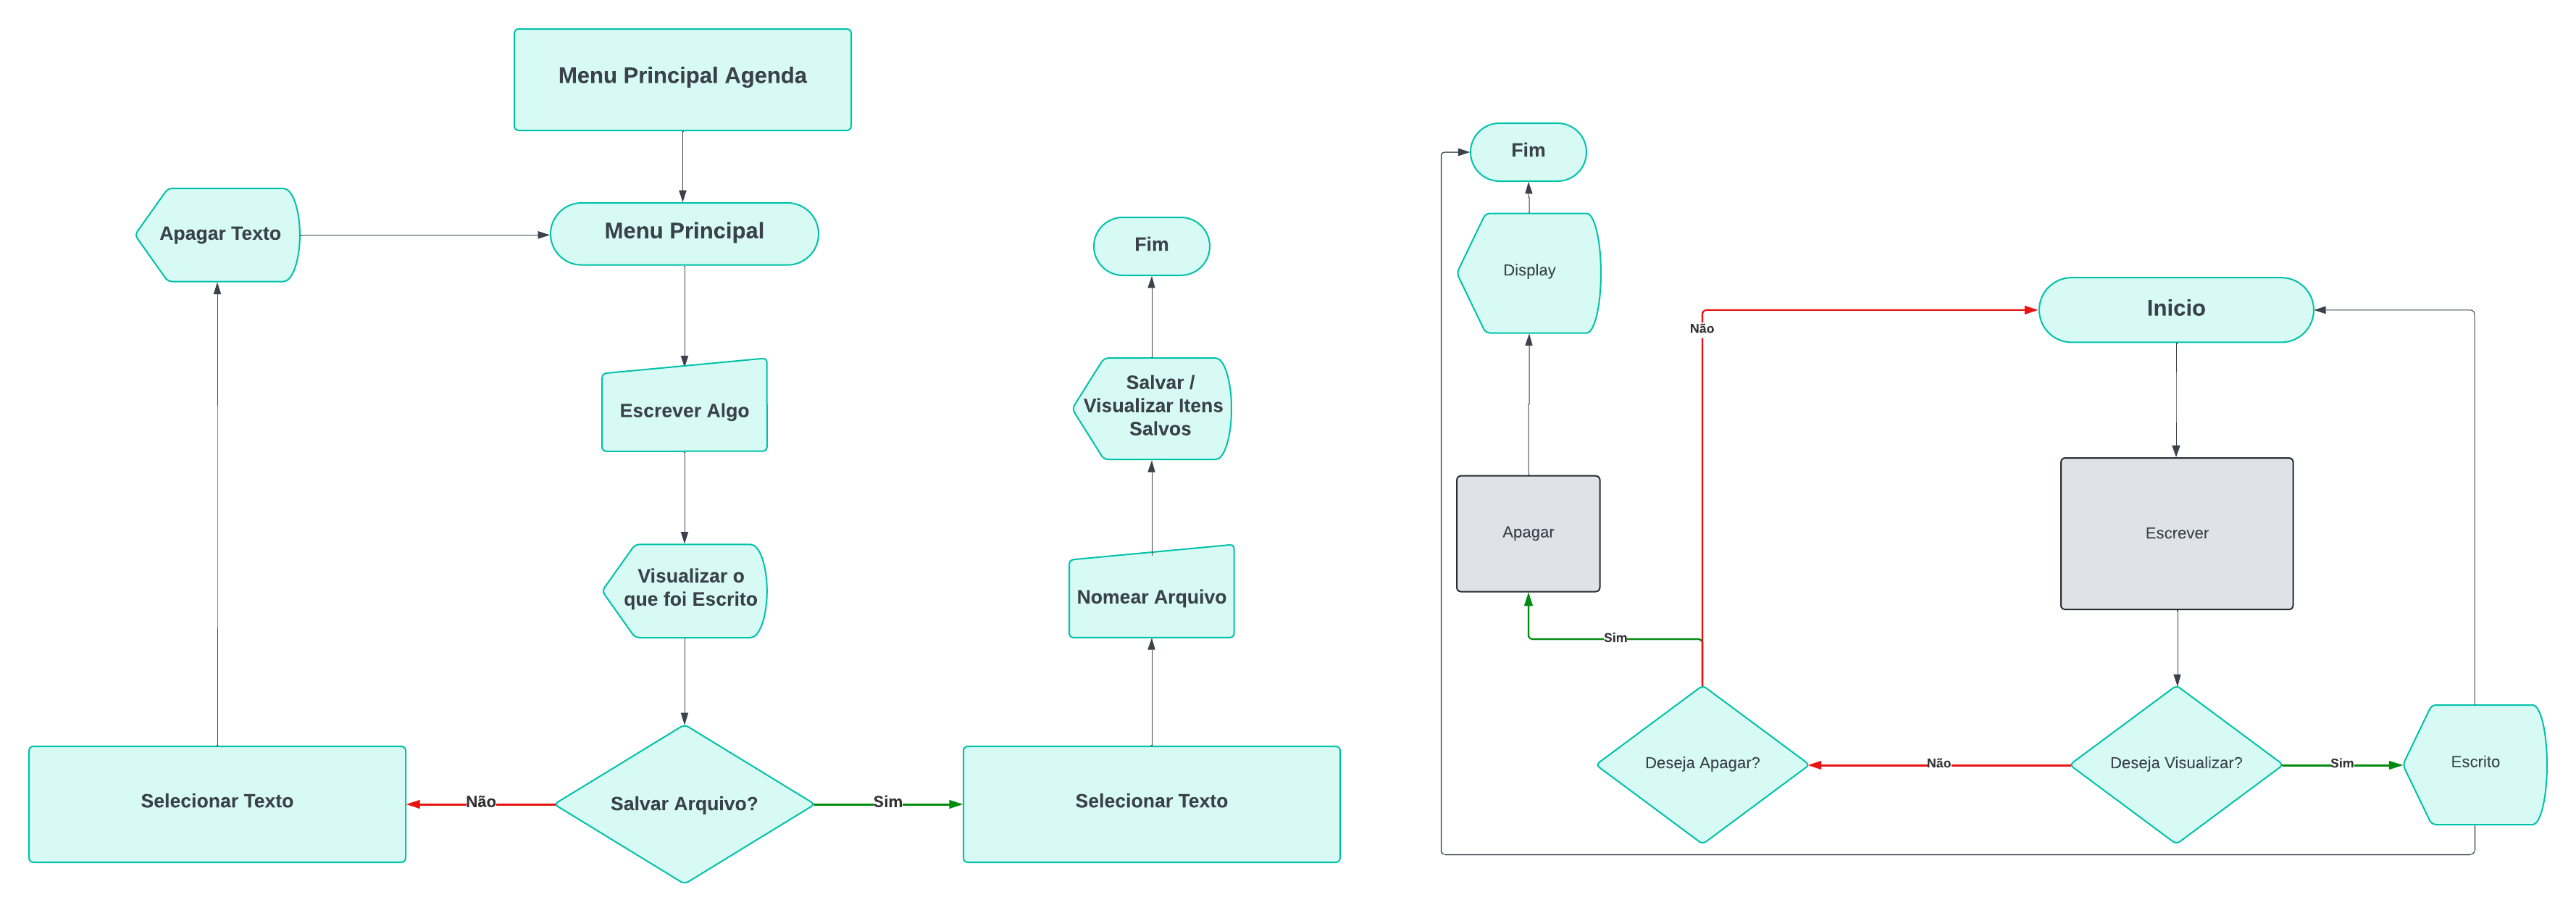 Menu Principal Agenda
Apagar Texto
Menu Principal
Escrever Algo
Visualizar o
que foi Escrito
Salvar Arquivo?
Não
Selecionar Texto
Sim
Selecionar Texto
Nomear Arquivo
Salvar /
Visualizar Itens
Salvos
Fim
Fim
Display
Apagar
Sim
Não
Inicio
Escrever
Deseja Apagar?
Não
Deseja Visualizar?
Sim
Escrito